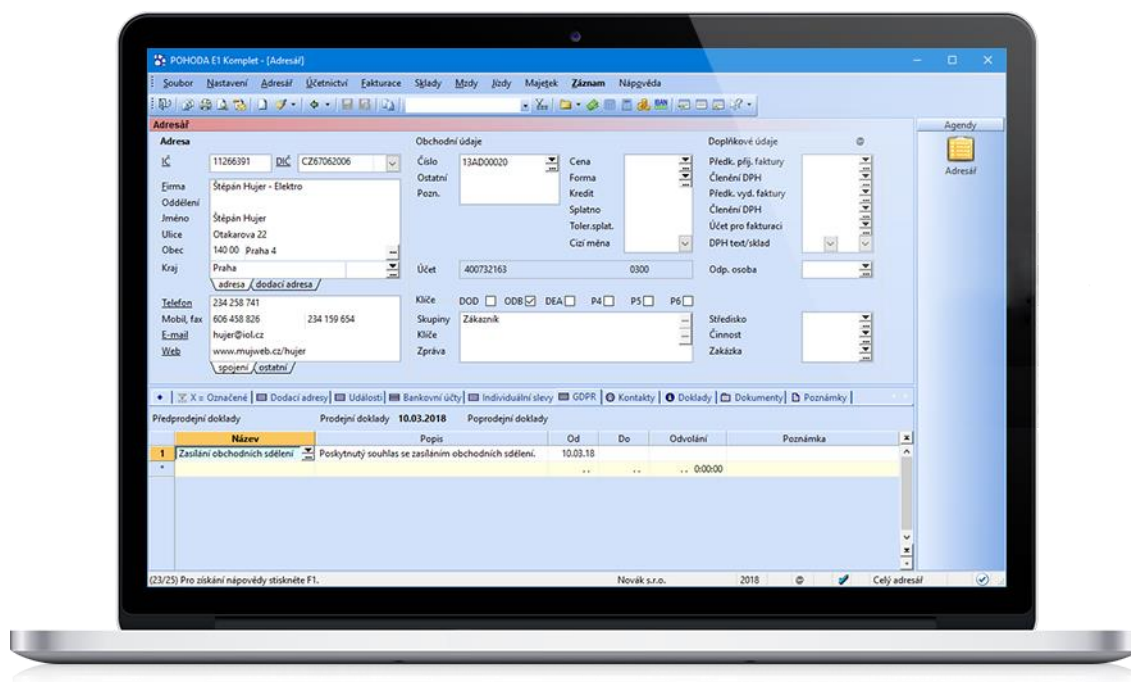 POHODA E1 Komplet - [Adresář]
Soubor Nastavení Adresář Účetnictví Fakturace Sklady Mzdy Jízdy Majetek Záznam Nápověda
Adresář
Agendy
Adresář
Adresa
IČ 11266391 DIČ CZ67062006
Firma Štěpán Hujer - Elektro
Oddělení
Jméno Štěpán Hujer
Ulice Otakarova 22
Obec 140 00 Praha 4
Kraj Praha
adresa dodací adresa
Telefon 234 258 741
Mobil, fax 606 458 826 234 159 654
E-mail hujer@iol.cz
Web www.mujweb.cz/hujer
spojení ostatní
Obchodní údaje
Číslo 13AD00020
Ostatní
Pozn.
Cena
Forma
Kredit
Splatno
Toler.splat.
Cizí měna
Účet 400732163 0300
Klíče DOD ODB DEA P4 P5 P6
Skupiny Zákazník
Klíče
Zpráva
Doplňkové údaje @
Předk. přij. faktury
Členění DPH
Předk. vyd. faktury
Členění DPH
Účet pro fakturaci
DPH text/sklad
Odp. osoba
Středisko
Činnost
Zakázka
X = Označené Dodací adresy Události Bankovní účty Individuální slevy GDPR Kontakty Doklady Dokumenty Poznámky
Předprodejní doklady Prodejní doklady 10.03.2018 Poprodejní doklady
Název Popis Od Do Odvolání Poznámka
1 Zasílání obchodních sdělení Poskytnutý souhlas se zasíláním obchodních sdělení. 10.03.18
* . . . . . . 0:00:00
(23/25) Pro získání nápovědy stiskněte F1. Novák s.r.o. 2018 @ Celý adresář